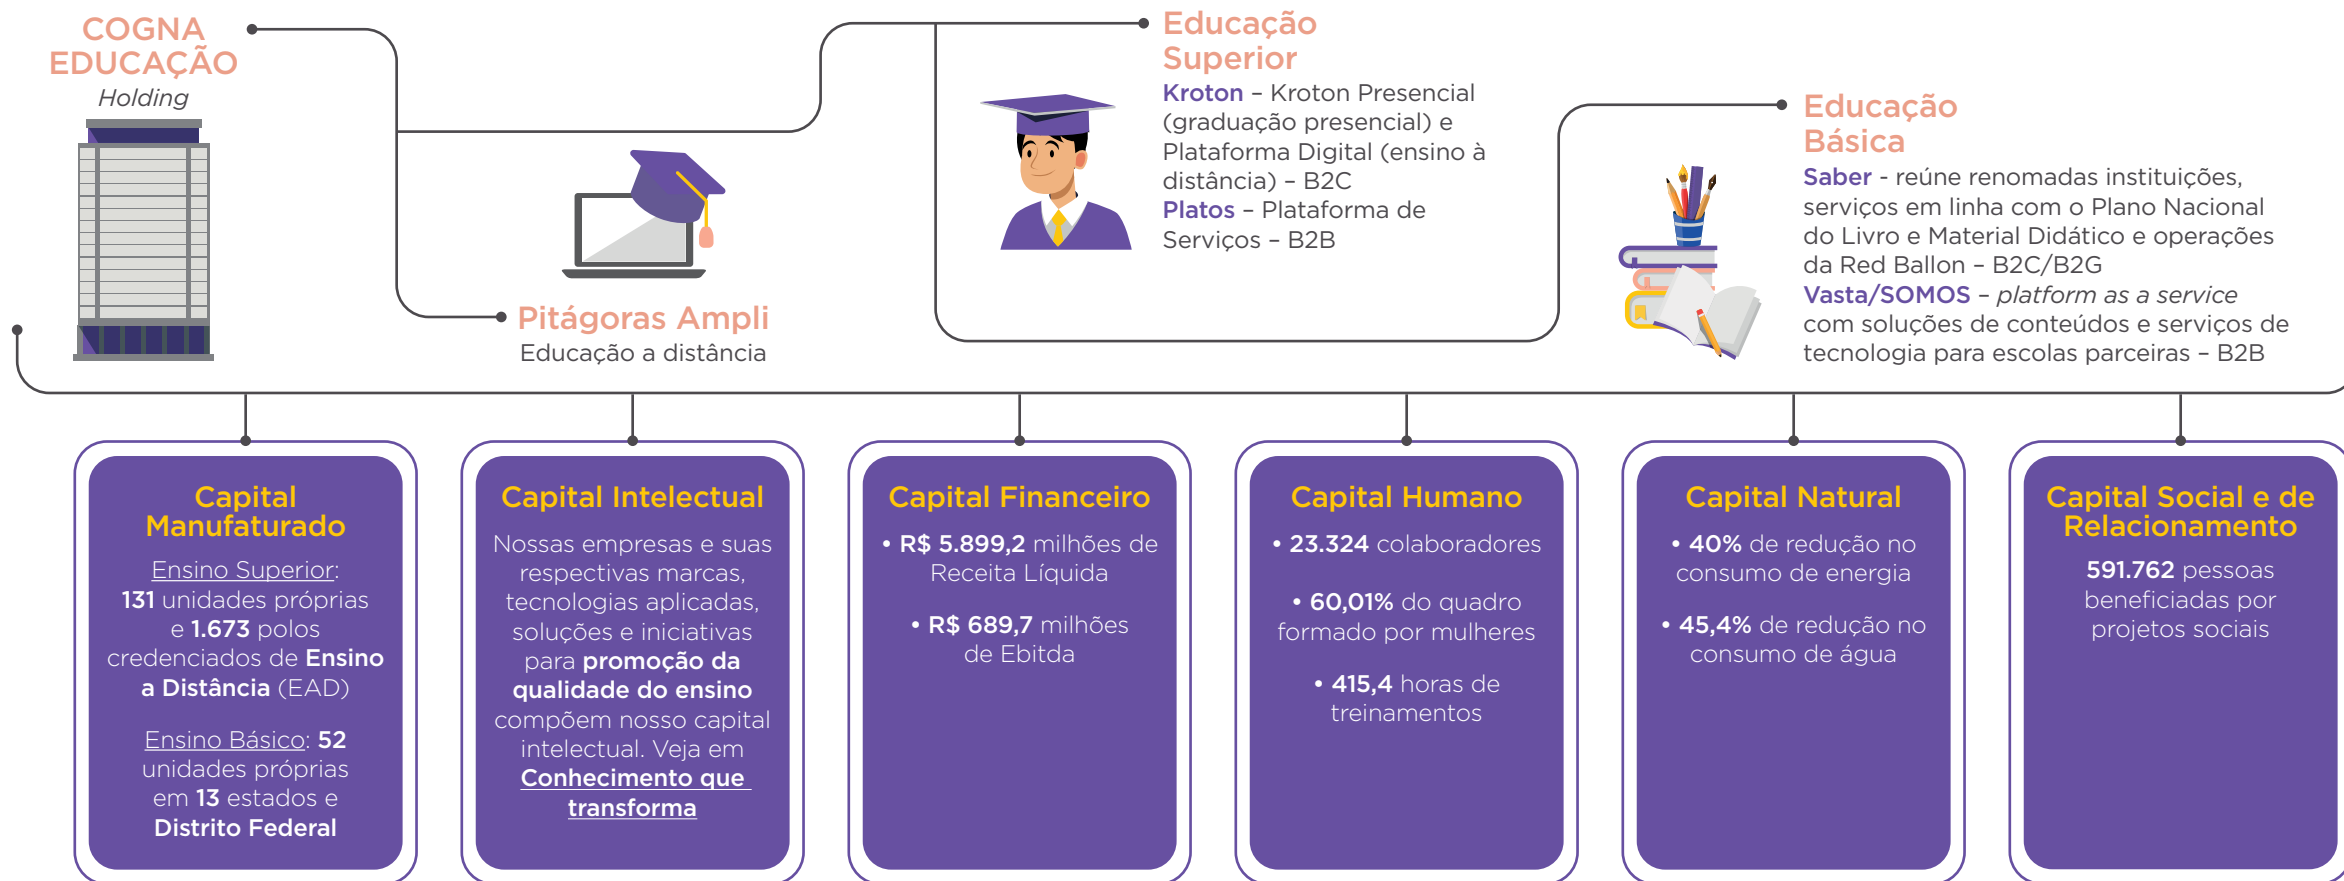 COGNA
EDUCAÇÃO
Holding
Pitágoras Ampli
Educação a distância
Educação
Superior
Kroton – Kroton Presencial
(graduação presencial) e
Plataforma Digital (ensino à
distância) – B2C
Platos – Plataforma de
Serviços – B2B
Educação
Básica
Saber - reúne renomadas instituições,
serviços em linha com o Plano Nacional
do Livro e Material Didático e operações
da Red Ballon – B2C/B2G
Vasta/SOMOS – platform as a service
com soluções de conteúdos e serviços de
tecnologia para escolas parceiras – B2B
Capital
Manufaturado
Ensino Superior:
131 unidades próprias
e 1.673 polos
credenciados de Ensino
a Distância (EAD)
Ensino Básico: 52
unidades próprias
em 13 estados e
Distrito Federal
Capital Intelectual
Nossas empresas e suas
respectivas marcas,
tecnologias aplicadas,
soluções e iniciativas
para promoção da
qualidade do ensino
compõem nosso capital
intelectual. Veja em
Conhecimento que
transforma
Capital Financeiro
• R$ 5.899,2 milhões de
Receita Líquida
• R$ 689,7 milhões
de Ebitda
Capital Humano
• 23.324 colaboradores
• 60,01% do quadro
formado por mulheres
• 415,4 horas de
treinamentos
Capital Natural
• 40% de redução no
consumo de energia
• 45,4% de redução no
consumo de água
Capital Social e de
Relacionamento
591.762 pessoas
beneficiadas por
projetos sociais